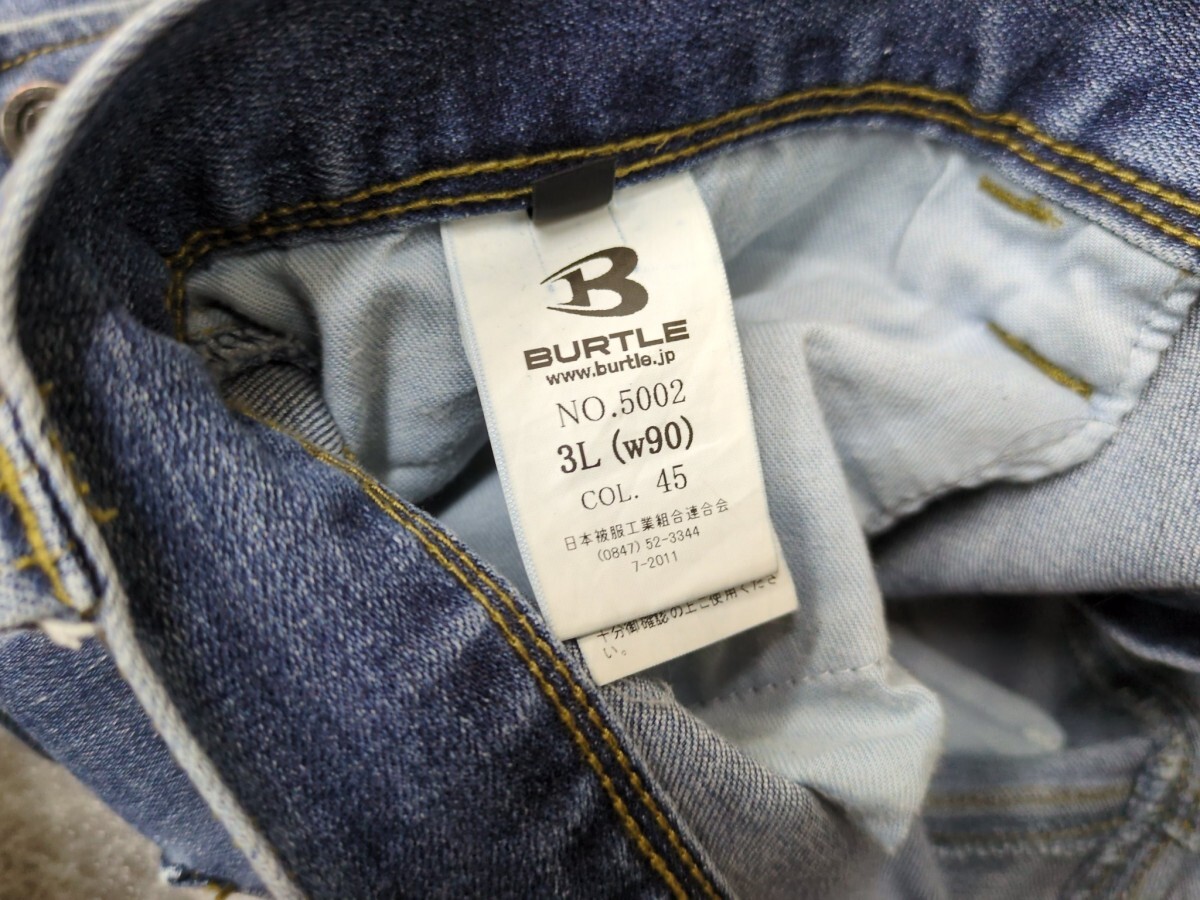 B
BURTLE
www.burtle.jp
NO.5002
3L (w90)
COL. 45
日本被服工業組合連合会
(0847) 52-3344
7-2011
十分御確認の上ご使用くださ
い。